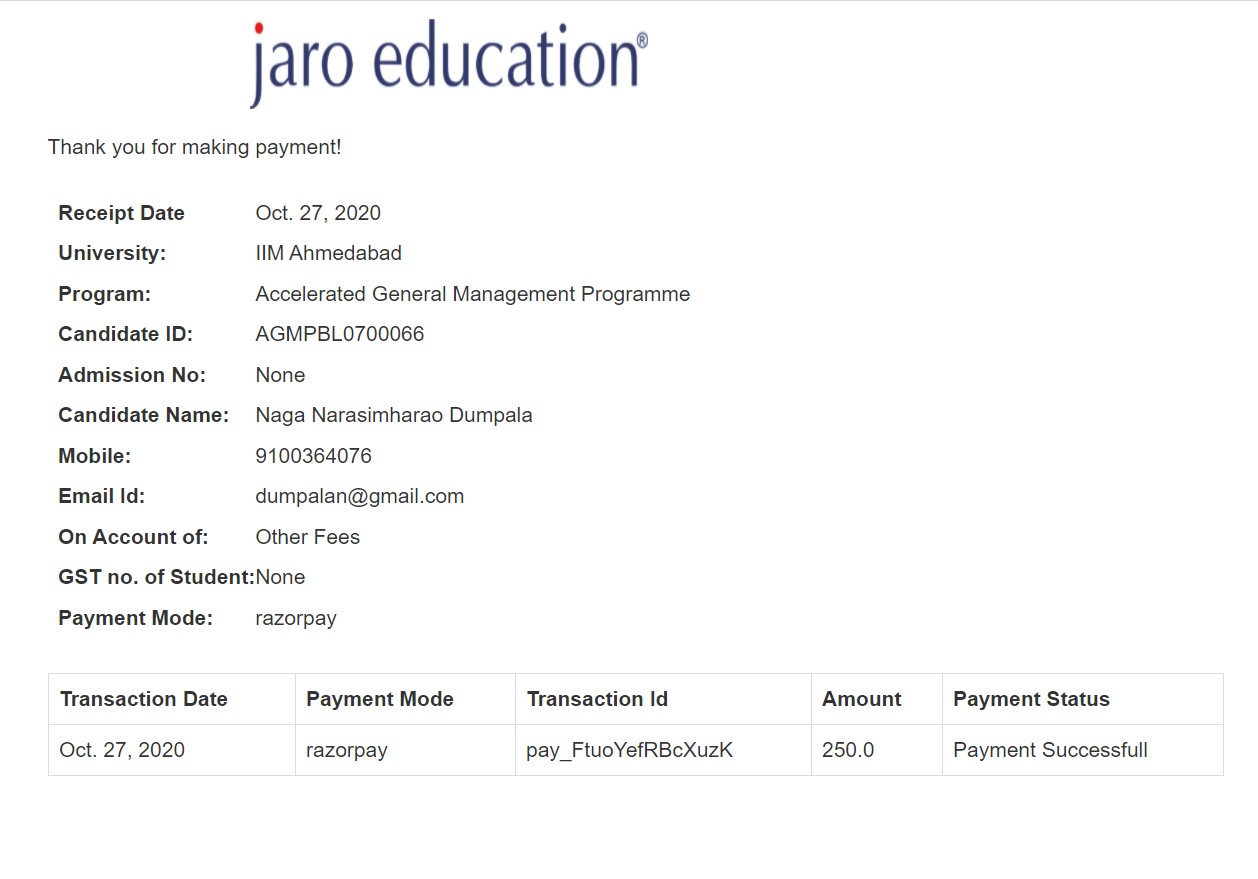 jaro education®
Thank you for making payment!
Receipt Date Oct. 27, 2020
University: IIM Ahmedabad
Program: Accelerated General Management Programme
Candidate ID: AGMPBL0700066
Admission No: None
Candidate Name: Naga Narasimharao Dumpala
Mobile: 9100364076
Email Id: dumpalan@gmail.com
On Account of: Other Fees
GST no. of Student:None
Payment Mode: razorpay
Transaction Date Payment Mode Transaction Id Amount Payment Status
Oct. 27, 2020 razorpay pay_FtuoYefRBcXuzK 250.0 Payment Successfull